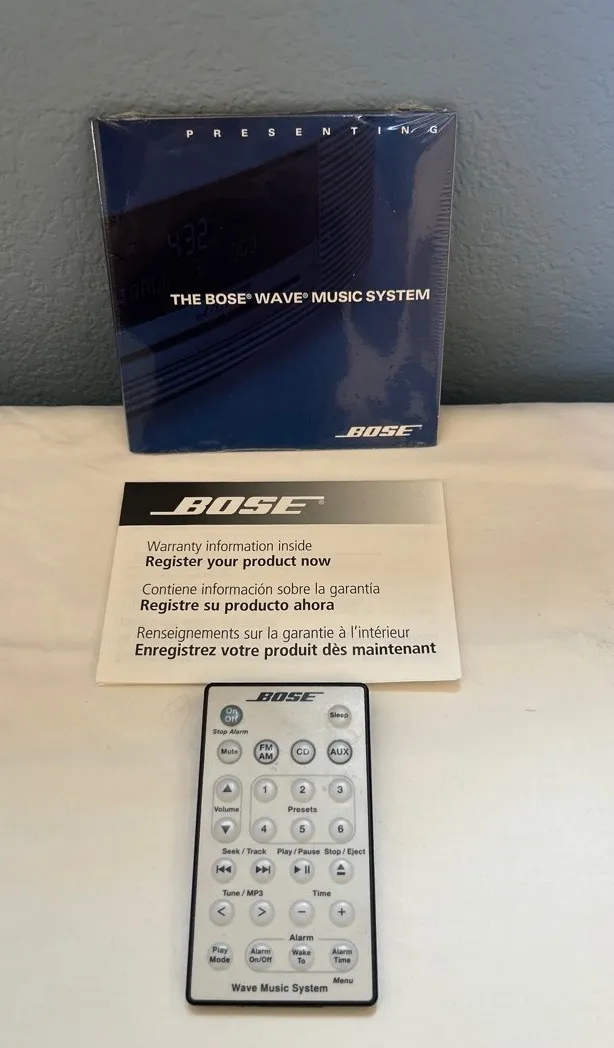 PRESENTING
432
THE BOSE® WAVE® MUSIC SYSTEM
BOSE
BOSE®
Warranty information inside
Register your product now
Contiene información sobre la garantía
Registre su producto ahora
Renseignements sur la garantie à l'intérieur
Enregistrez votre produit dès maintenant
BOSE
On Sleep
Off
Stop Alarm
Mute FM AM CD AUX
1 2 3
Volume Presets
4 5 6
Seek / Track Play / Pause Stop / Eject
Tune / MP3 Time
< > − +
Alarm
Play Mode Alarm On/Off Wake To Alarm Time
Menu
Wave Music System